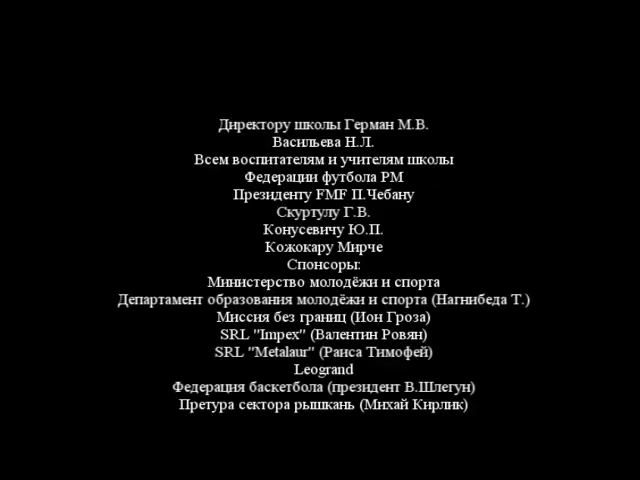 Директору школы Герман М.В.
Васильева Н.Л.
Всем воспитателям и учителям школы
Федерации футбола РМ
Президенту FMF П.Чебану
Скуртулу Г.В.
Конусевичу Ю.П.
Кожокару Мирче
Спонсоры:
Министерство молодёжи и спорта
Департамент образования молодёжи и спорта (Нагнибеда Т.)
Миссия без границ (Ион Гроза)
SRL "Impex" (Валентин Ровян)
SRL "Metalaur" (Раиса Тимофей)
Leogrand
Федерация баскетбола (президент В.Шлегун)
Претура сектора рышкань (Михай Кирлик)